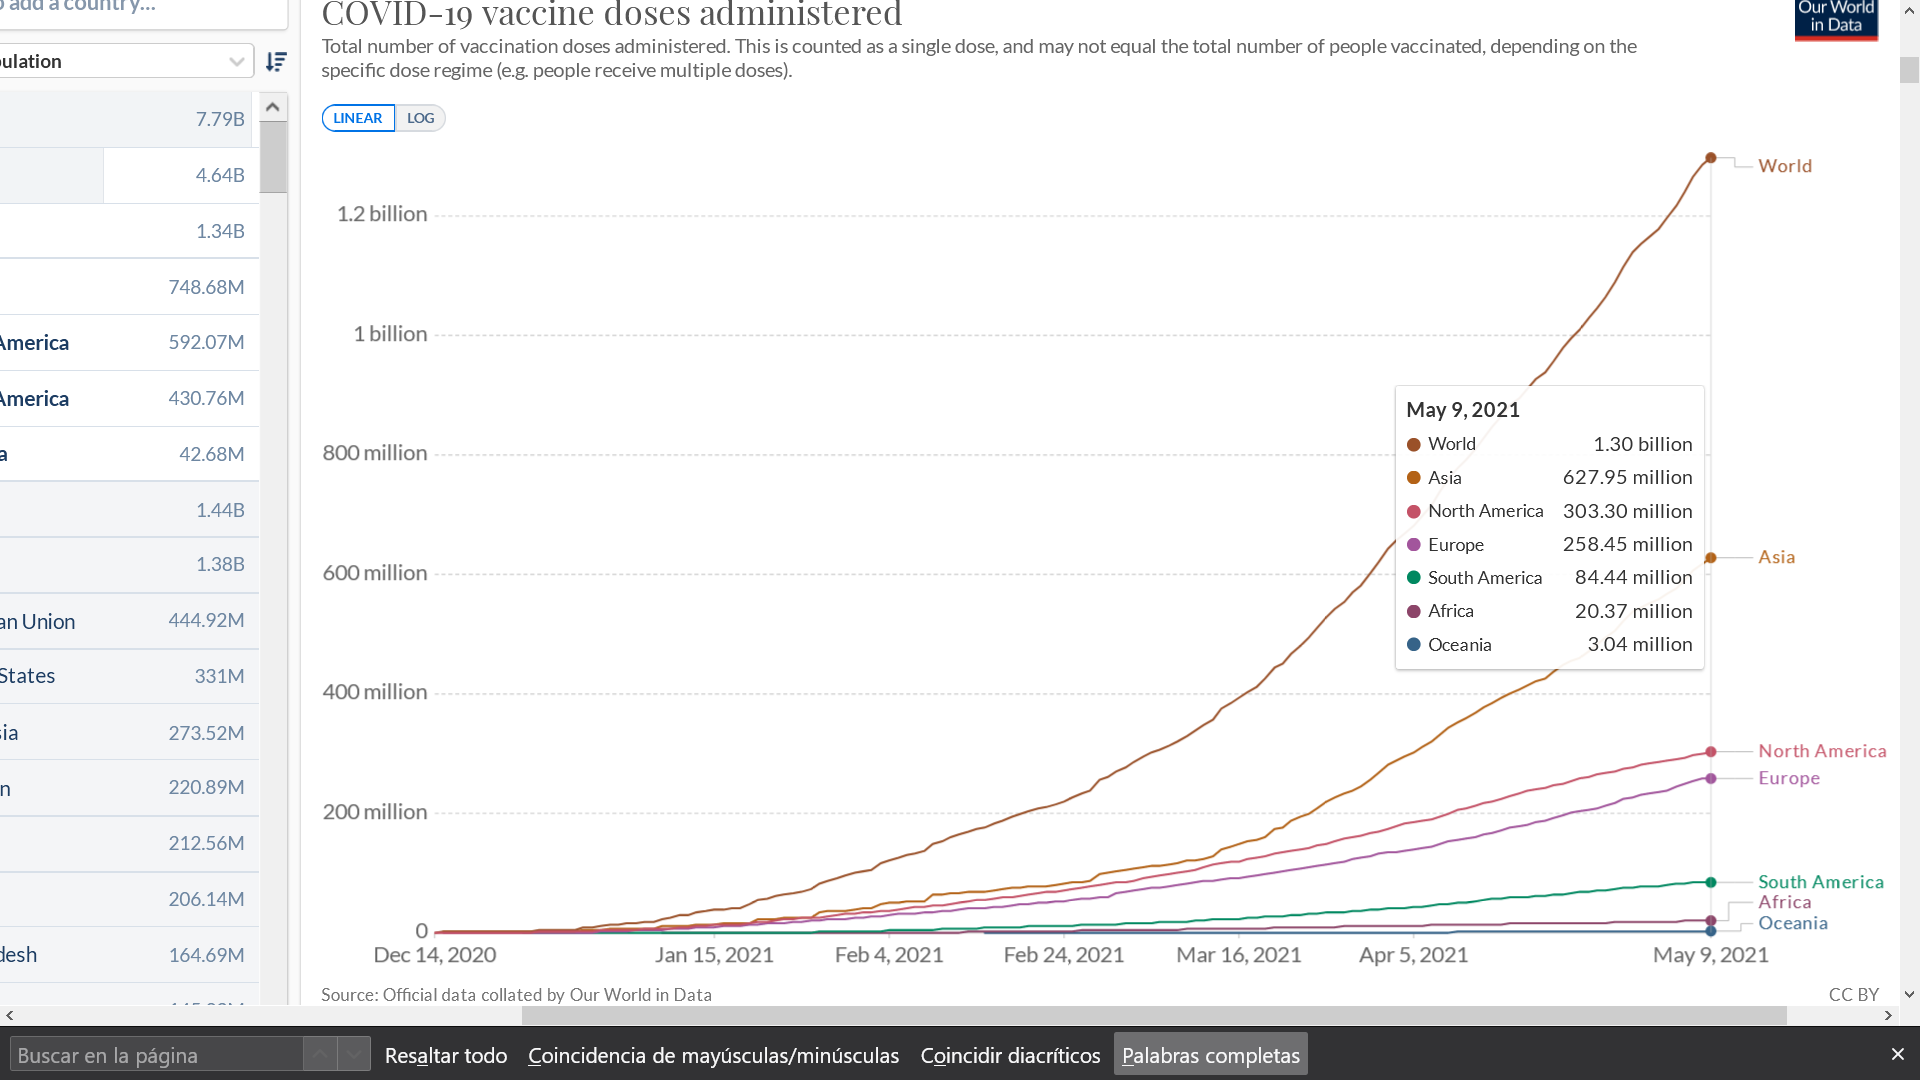 add a country...
COVID-19 vaccine doses administered
Our World
in Data
Total number of vaccination doses administered. This is counted as a single dose, and may not equal the total number of people vaccinated, depending on the
specific dose regime (e.g. people receive multiple doses).
ulation
LINEAR LOG
7.79B
4.64B
1.34B
748.68M
America 592.07M
America 430.76M
a 42.68M
1.44B
1.38B
an Union 444.92M
States 331M
sia 273.52M
n 220.89M
212.56M
206.14M
desh 164.69M
1.2 billion
1 billion
800 million
600 million
400 million
200 million
0
World
Asia
North America
Europe
South America
Africa
Oceania
May 9, 2021
World 1.30 billion
Asia 627.95 million
North America 303.30 million
Europe 258.45 million
South America 84.44 million
Africa 20.37 million
Oceania 3.04 million
Dec 14, 2020 Jan 15, 2021 Feb 4, 2021 Feb 24, 2021 Mar 16, 2021 Apr 5, 2021 May 9, 2021
Source: Official data collated by Our World in Data CC BY
Buscar en la página Resaltar todo Coincidencia de mayúsculas/minúsculas Coincidir diacríticos Palabras completas